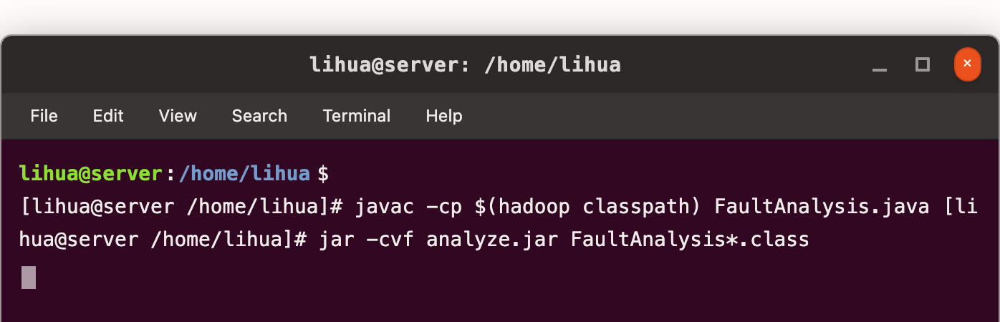 lihua@server: /home/lihua
File Edit View Search Terminal Help
lihua@server:/home/lihua $
[lihua@server /home/lihua]# javac -cp $(hadoop classpath) FaultAnalysis.java [li
hua@server /home/lihua]# jar -cvf analyze.jar FaultAnalysis*.class